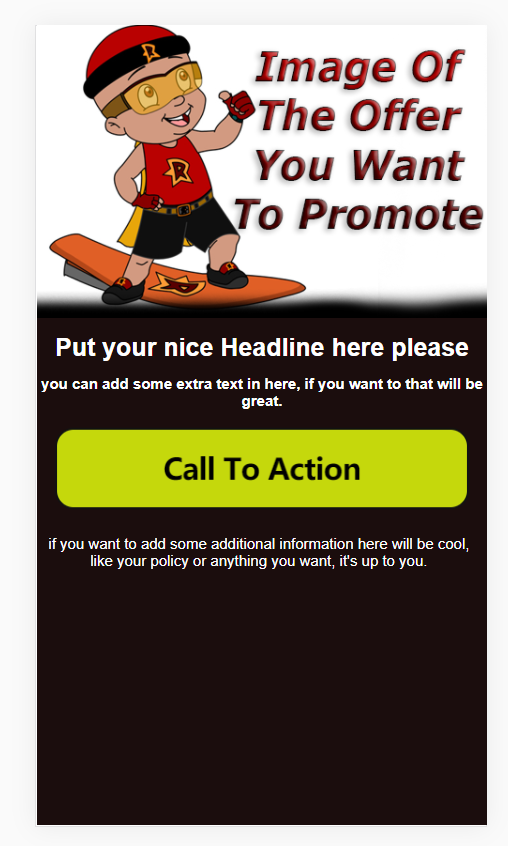 Image Of
The Offer
You Want
To Promote
R
R
R
Put your nice Headline here please
you can add some extra text in here, if you want to that will be
great.
Call To Action
if you want to add some additional information here will be cool,
like your policy or anything you want, it's up to you.